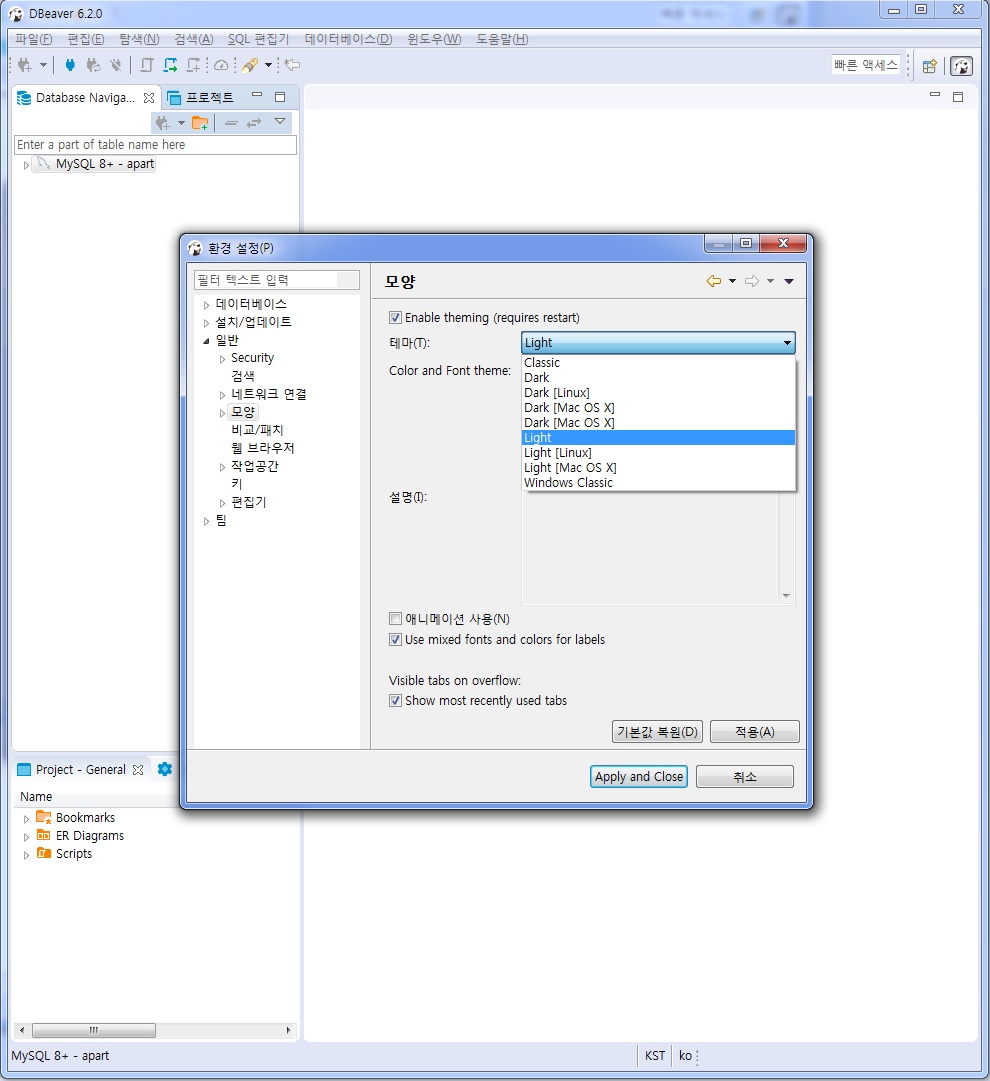 DBeaver 6.2.0
파일(F) 편집(E) 탐색(N) 검색(A) SQL 편집기 데이터베이스(D) 윈도우(W) 도움말(H)
빠른 액세스
Database Naviga... 프로젝트
Enter a part of table name here
MySQL 8+ - apart
환경 설정(P)
필터 텍스트 입력
데이터베이스
설치/업데이트
일반
Security
검색
네트워크 연결
모양
비교/패치
웹 브라우저
작업공간
키
편집기
팀
모양
Enable theming (requires restart)
테마(T): Light
Color and Font theme:
Classic
Dark
Dark [Linux]
Dark [Mac OS X]
Dark [Mac OS X]
Light
Light [Linux]
Light [Mac OS X]
Windows Classic
설명(I):
애니메이션 사용(N)
Use mixed fonts and colors for labels
Visible tabs on overflow:
Show most recently used tabs
기본값 복원(D) 적용(A)
Apply and Close 취소
Project - General
Name
Bookmarks
ER Diagrams
Scripts
MySQL 8+ - apart KST ko